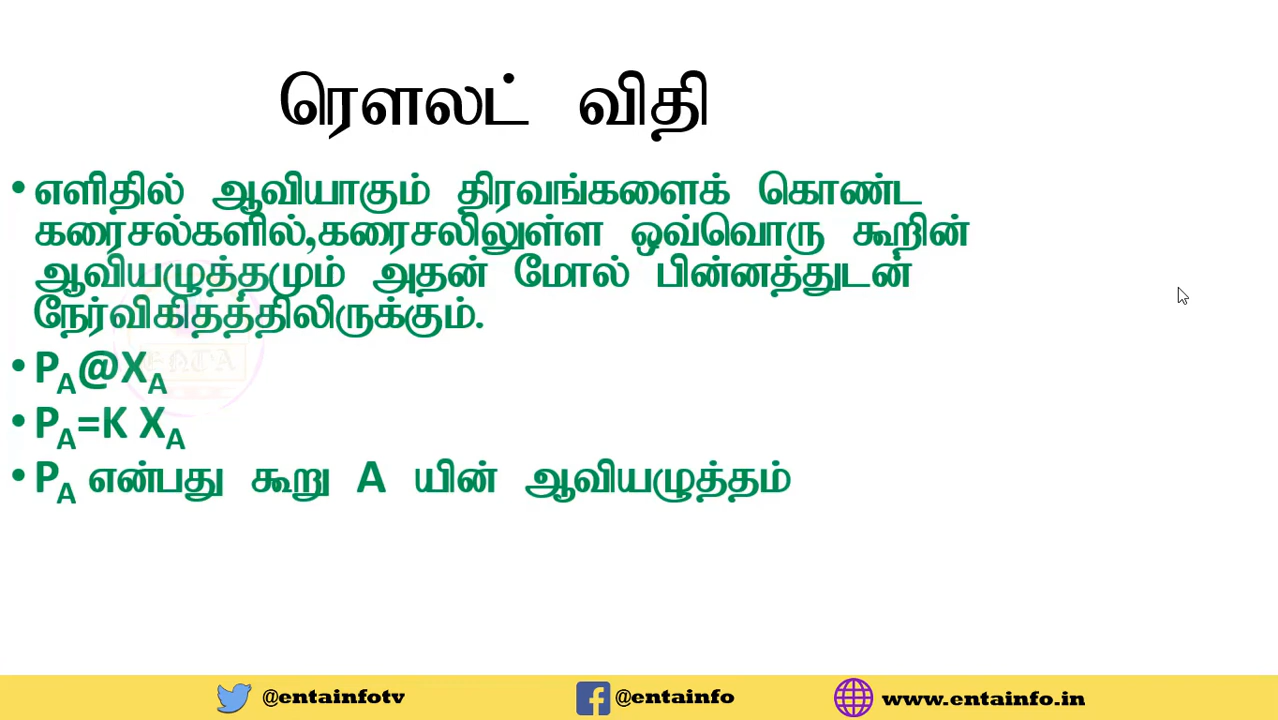 ரௌலட் விதி
• எளிதில் ஆவியாகும் திரவங்களைக் கொண்ட
கரைசல்களில்,கரைசலிலுள்ள ஒவ்வொரு கூறின்
ஆவியழுத்தமும் அதன் மோல் பின்னத்துடன்
நேர்விகிதத்திலிருக்கும்.
• PA@XA
• PA=K XA
• PA என்பது கூறு A யின் ஆவியழுத்தம்
ENTA
@entainfotv @entainfo www.entainfo.in